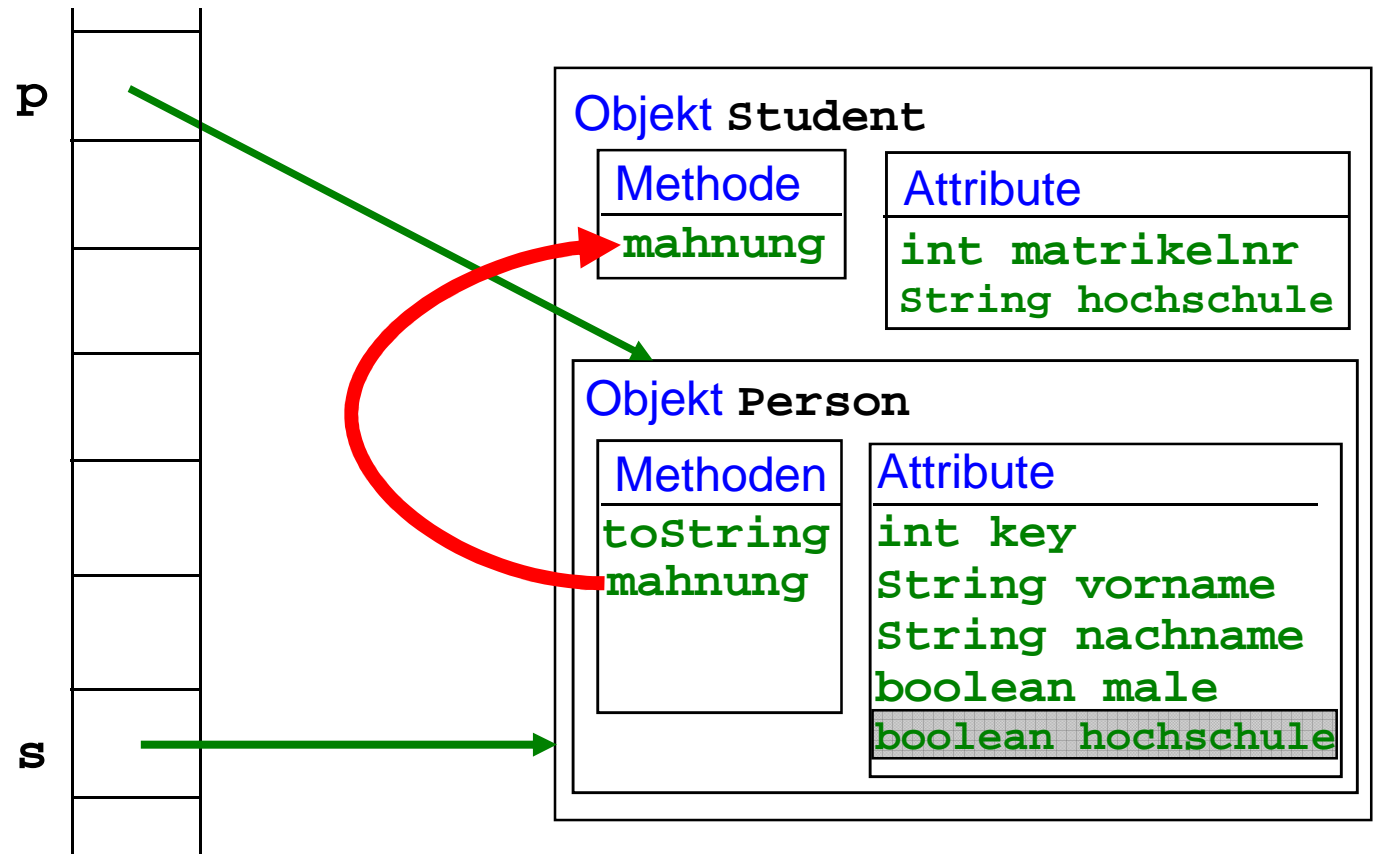 p
Objekt Student
Methode
mahnung
Attribute
int matrikelnr
String hochschule
Objekt Person
Methoden
toString
mahnung
Attribute
int key
String vorname
String nachname
boolean male
boolean hochschule
s